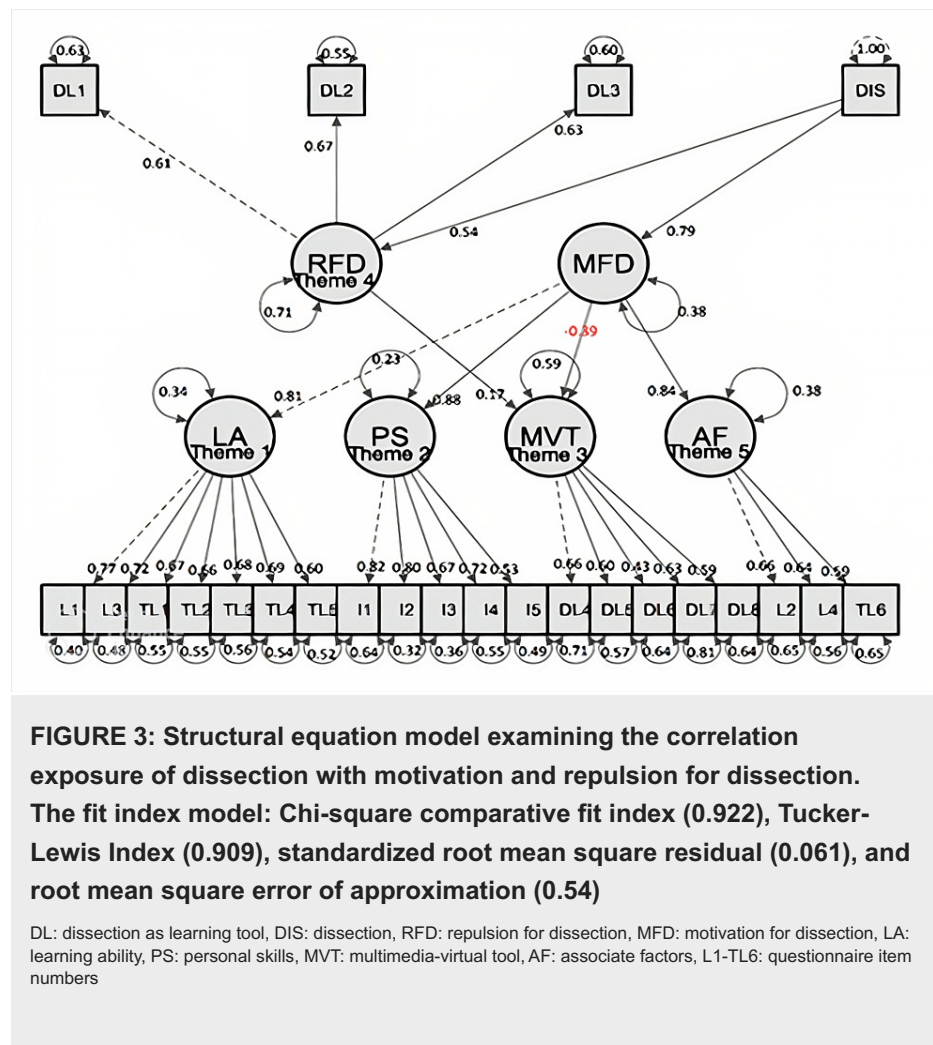 0.63 0.55 0.60 1.00
DL1 DL2 DL3 DIS
0.61 0.67 0.63
0.54 0.79
RFD MFD
Theme 4
0.71 0.38
-0.39
0.34 0.81 0.23 0.88 0.17 0.59 0.84 0.38
LA PS MVT AF
Theme 1 Theme 2 Theme 3 Theme 5
0.77 0.72 0.67 0.66 0.68 0.69 0.60 0.82 0.80 0.67 0.72 0.53 0.66 0.60 0.43 0.63 0.59 0.66 0.64 0.59
L1 L3 TL1 TL2 TL3 TL4 TL5 I1 I2 I3 I4 I5 DL4 DL5 DL6 DL7 DL8 L2 L4 TL6
0.40 0.48 0.55 0.55 0.56 0.54 0.52 0.64 0.32 0.36 0.55 0.49 0.71 0.57 0.64 0.81 0.64 0.65 0.56 0.65
FIGURE 3: Structural equation model examining the correlation
exposure of dissection with motivation and repulsion for dissection.
The fit index model: Chi-square comparative fit index (0.922), Tucker-
Lewis Index (0.909), standardized root mean square residual (0.061), and
root mean square error of approximation (0.54)
DL: dissection as learning tool, DIS: dissection, RFD: repulsion for dissection, MFD: motivation for dissection, LA:
learning ability, PS: personal skills, MVT: multimedia-virtual tool, AF: associate factors, L1-TL6: questionnaire item
numbers